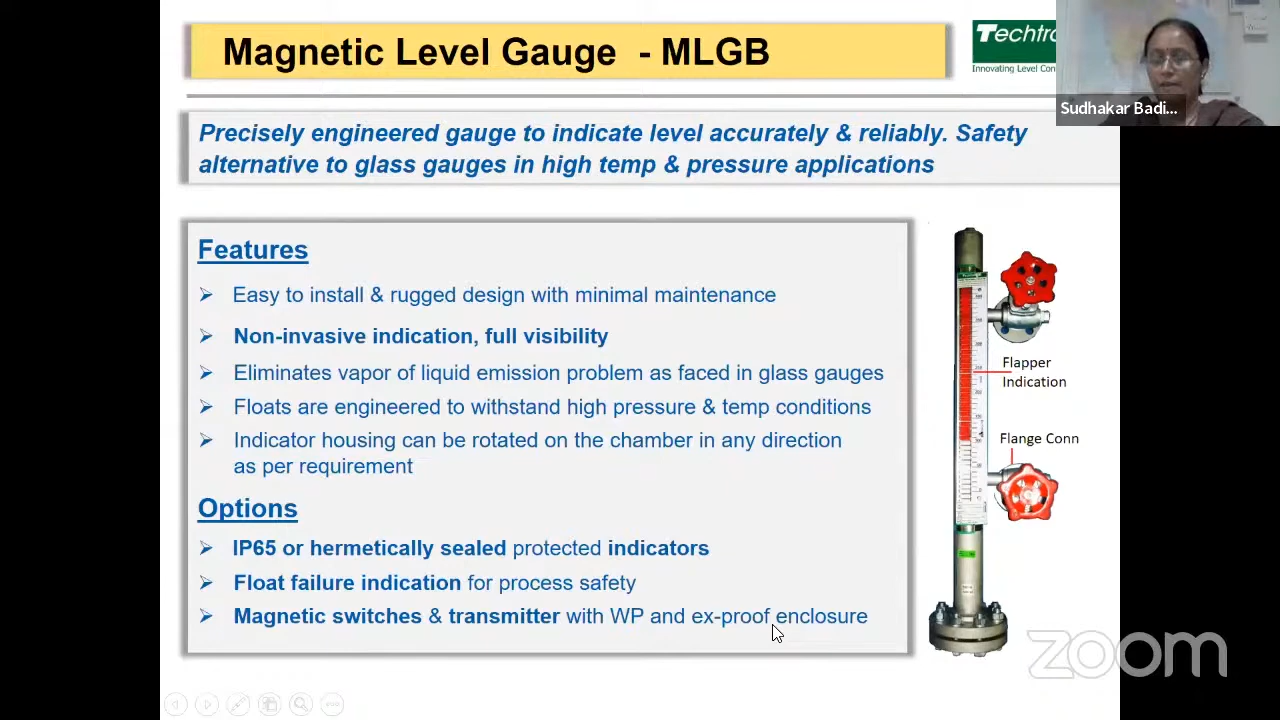 Magnetic Level Gauge - MLGB
Techtro
Innovating Level Con
Sudhakar Badi...
Precisely engineered gauge to indicate level accurately & reliably. Safety
alternative to glass gauges in high temp & pressure applications
Features
Easy to install & rugged design with minimal maintenance
Non-invasive indication, full visibility
Eliminates vapor of liquid emission problem as faced in glass gauges
Floats are engineered to withstand high pressure & temp conditions
Indicator housing can be rotated on the chamber in any direction
as per requirement
Options
IP65 or hermetically sealed protected indicators
Float failure indication for process safety
Magnetic switches & transmitter with WP and ex-proof enclosure
Flapper
Indication
Flange Conn
zoom